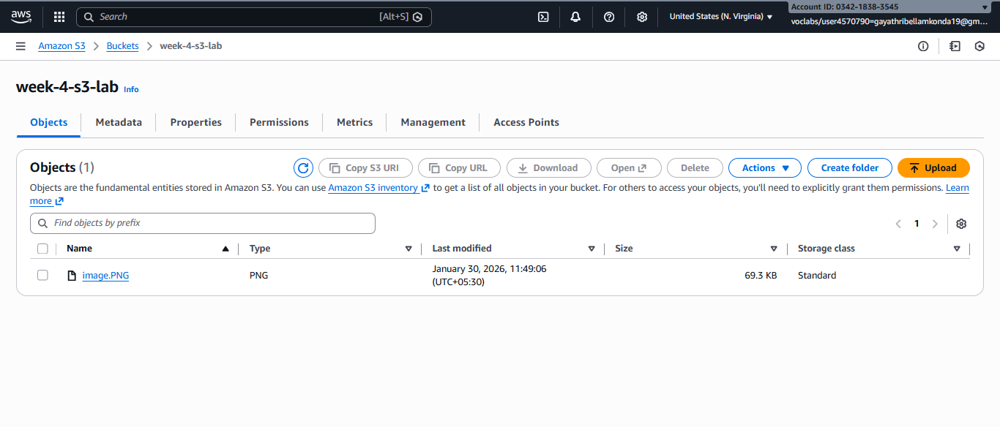 aws
Search [Alt+S]
United States (N. Virginia)
Account ID: 0342-1838-3545
voclabs/user4570790=gayathribellamkonda19@gm...
Amazon S3 > Buckets > week-4-s3-lab
week-4-s3-lab Info
Objects Metadata Properties Permissions Metrics Management Access Points
Objects (1)
Copy S3 URI Copy URL Download Open Delete Actions Create folder Upload
Objects are the fundamental entities stored in Amazon S3. You can use Amazon S3 inventory to get a list of all objects in your bucket. For others to access your objects, you'll need to explicitly grant them permissions. Learn
more
Find objects by prefix
1
Name Type Last modified Size Storage class
image.PNG PNG January 30, 2026, 11:49:06 69.3 KB Standard
(UTC+05:30)